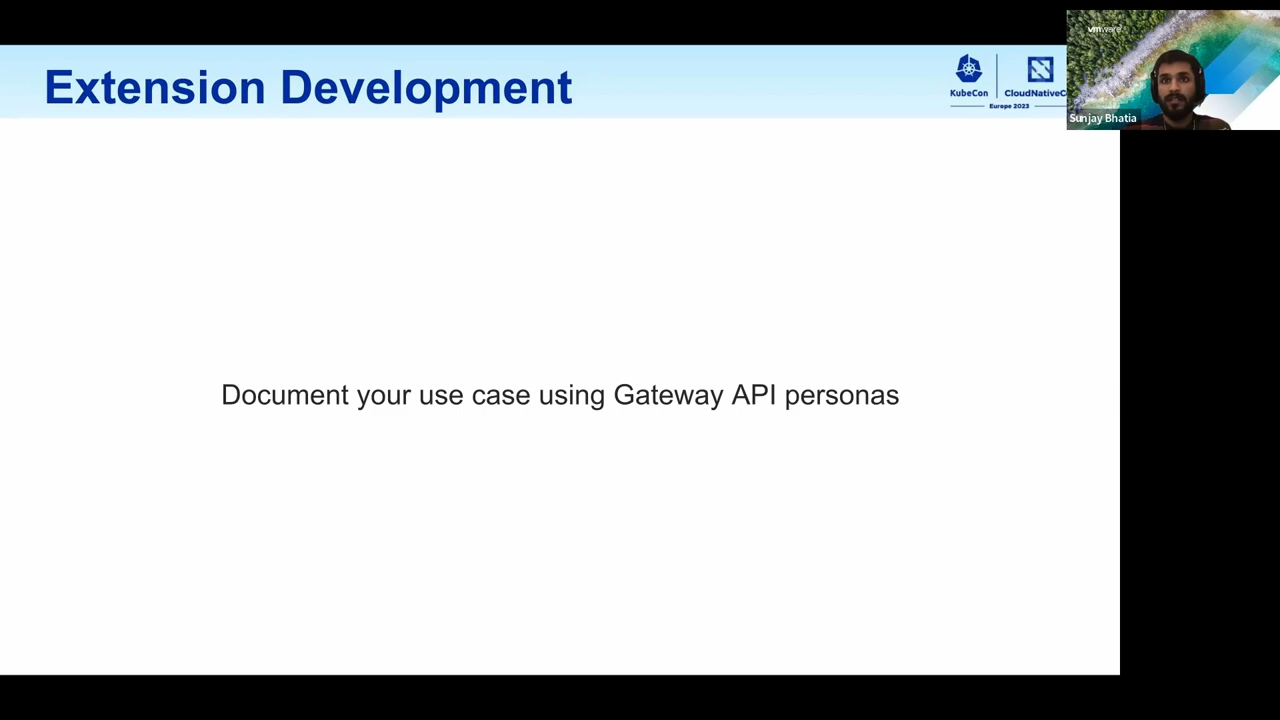 Extension Development
KubeCon
CloudNativeC
Europe 2023
vmware
Sunjay Bhatia
Document your use case using Gateway API personas